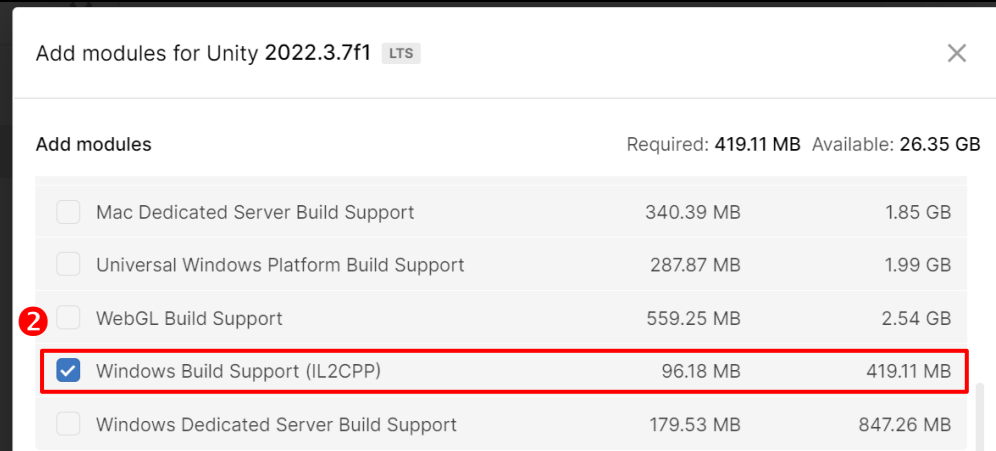 Add modules for Unity 2022.3.7f1 LTS
Add modules Required: 419.11 MB Available: 26.35 GB
Mac Dedicated Server Build Support 340.39 MB 1.85 GB
Universal Windows Platform Build Support 287.87 MB 1.99 GB
2 WebGL Build Support 559.25 MB 2.54 GB
Windows Build Support (IL2CPP) 96.18 MB 419.11 MB
Windows Dedicated Server Build Support 179.53 MB 847.26 MB